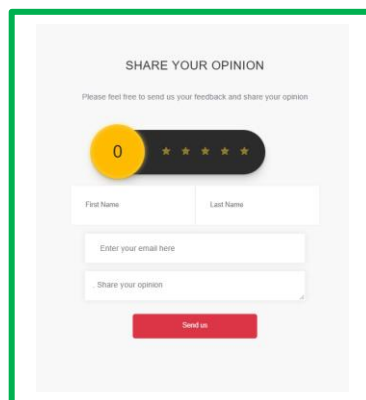 SHARE YOUR OPINION
Please feel free to send us your feedback and share your opinion
0
First Name Last Name
Enter your email here
. Share your opinion
Send us